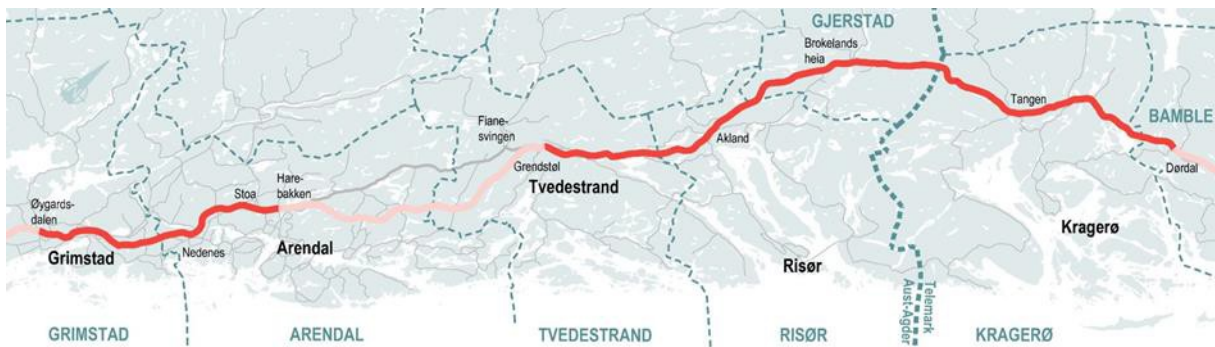 GJERSTAD
Brokelands
heia
Tangen
BAMBLE
Fiane-
svingen
Akland
Grendstøl
Tvedestrand
Dørdal
Hare-
bakken
Stoa
Øygards-
dalen
Grimstad
Nedenes
Arendal
Risør
Kragerø
Telemark
Aust-Agder
GRIMSTAD
ARENDAL
TVEDESTRAND
RISØR
KRAGERØ